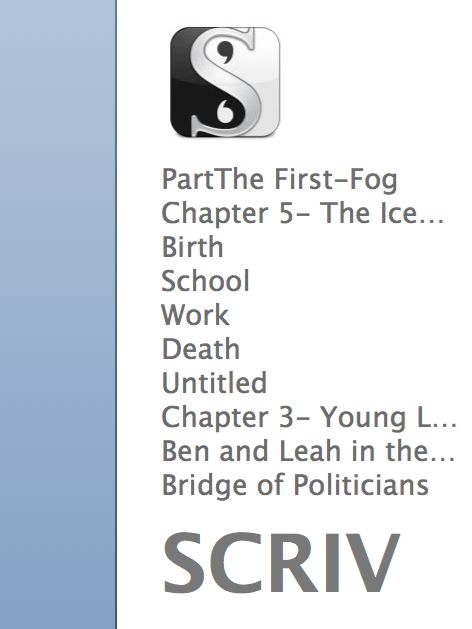 PartThe First-Fog
Chapter 5- The Ice...
Birth
School
Work
Death
Untitled
Chapter 3- Young L...
Ben and Leah in the...
Bridge of Politicians
SCRIV